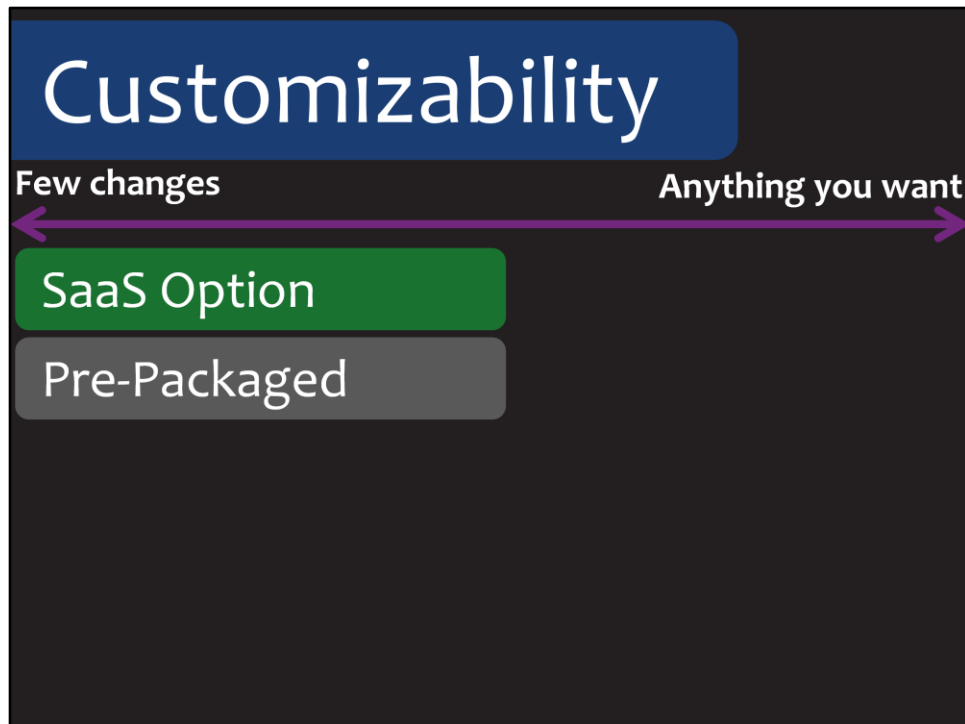 Customizability
Few changes
Anything you want
SaaS Option
Pre-Packaged